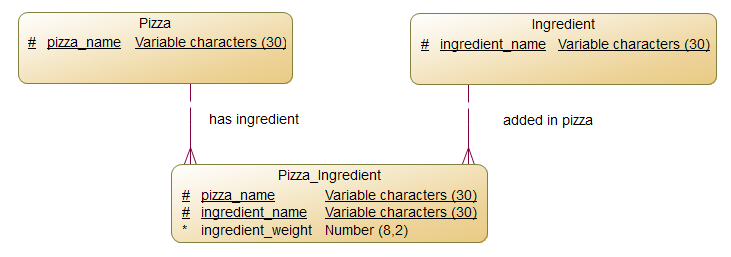 Pizza
# pizza_name Variable characters (30)
Ingredient
# ingredient_name Variable characters (30)
has ingredient
added in pizza
Pizza_Ingredient
# pizza_name Variable characters (30)
# ingredient_name Variable characters (30)
* ingredient_weight Number (8,2)